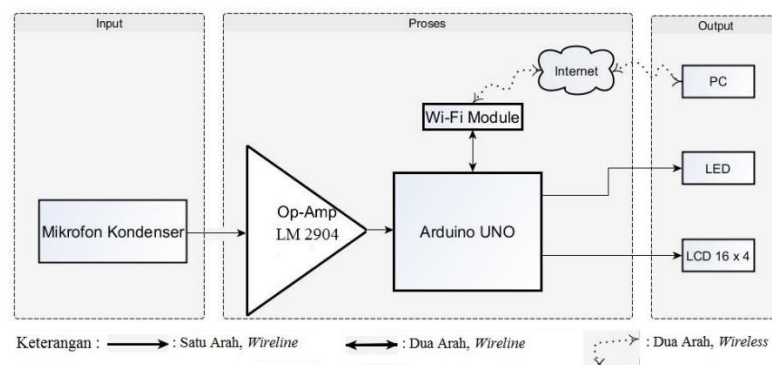 Input
Proses
Output
Internet
PC
Wi-Fi Module
LED
Op-Amp
LM 2904
Mikrofon Kondenser
Arduino UNO
LCD 16 x 4
Keterangan : : Satu Arah, Wireline : Dua Arah, Wireline : Dua Arah, Wireless